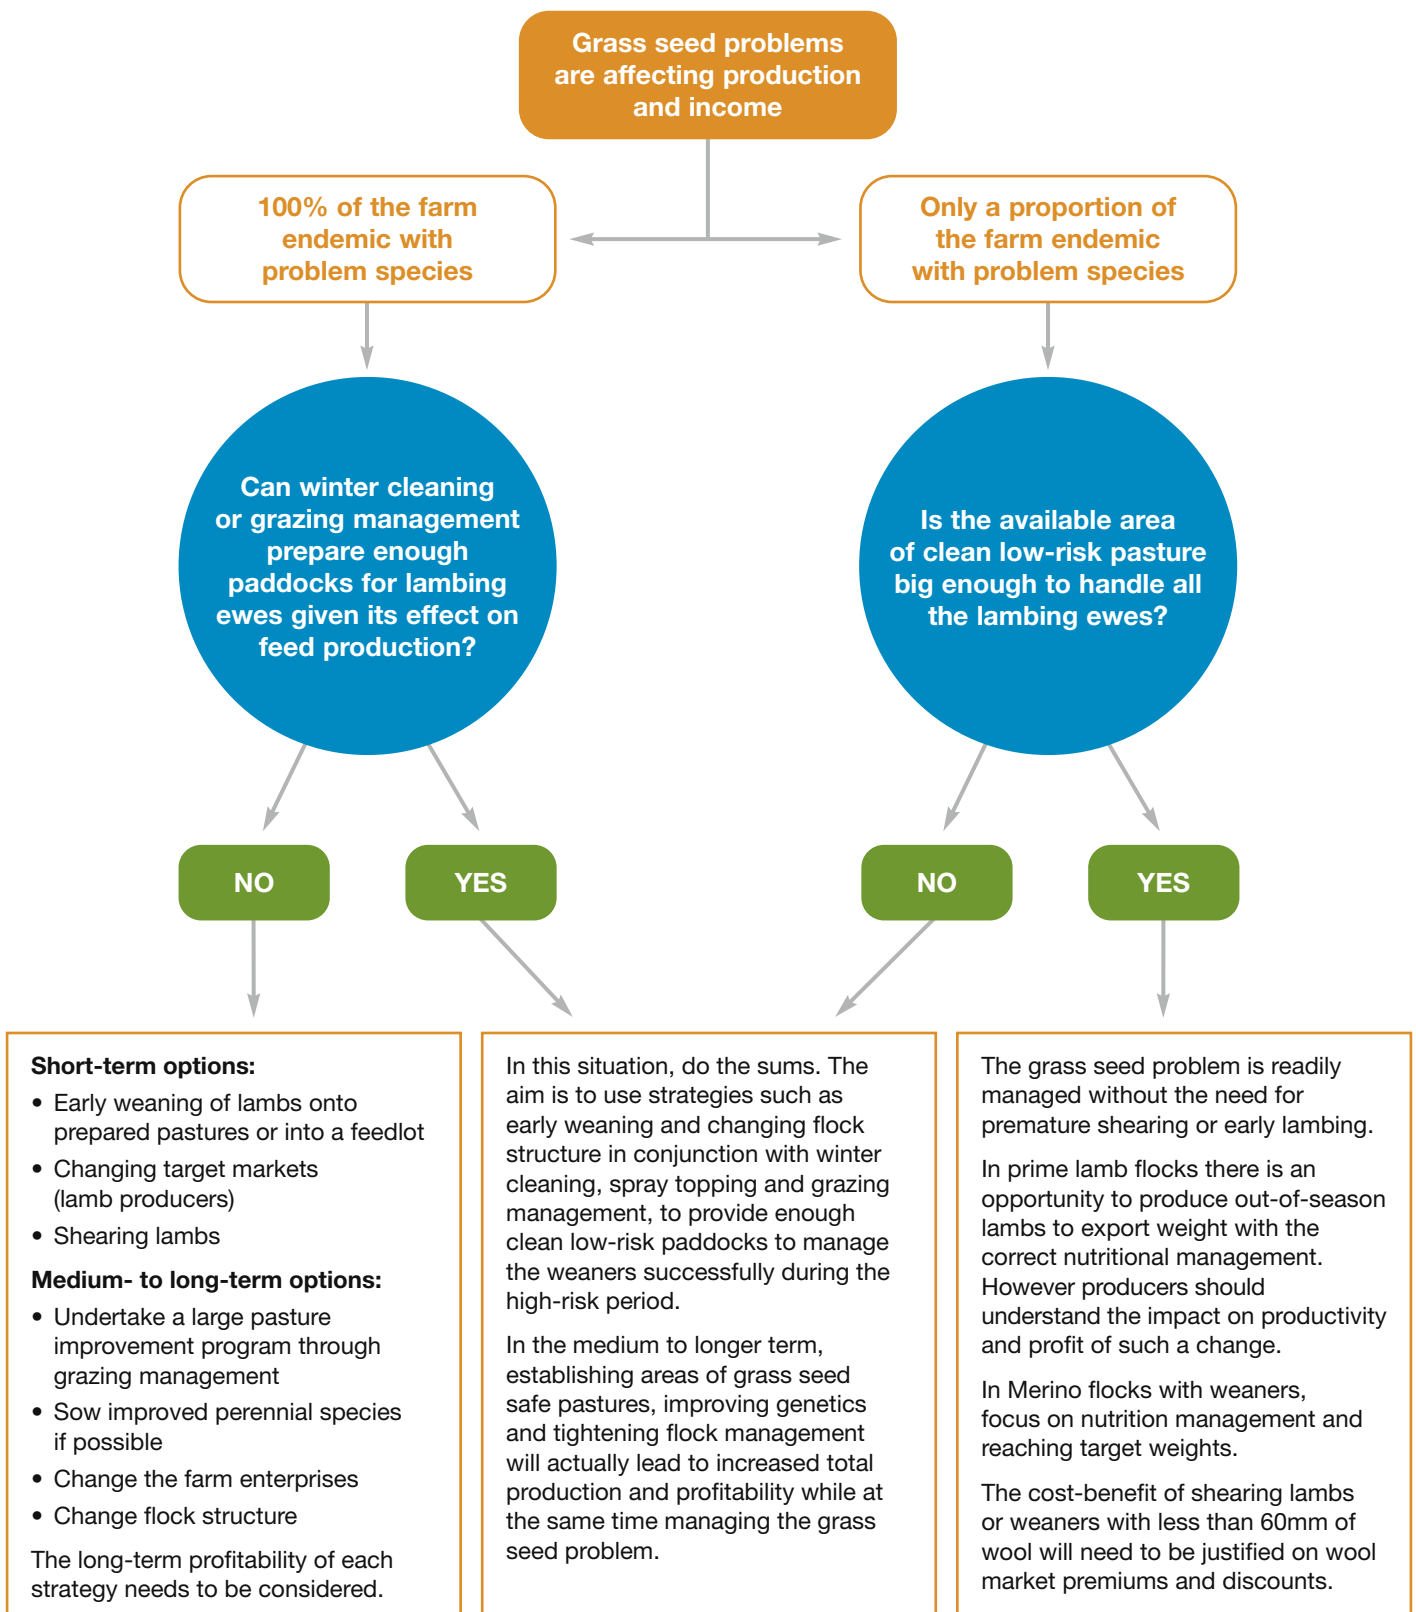 Grass seed problems
are affecting production
and income
100% of the farm
endemic with
problem species
Only a proportion of
the farm endemic
with problem species
Can winter cleaning
or grazing management
prepare enough
paddocks for lambing
ewes given its effect on
feed production?
Is the available area
of clean low-risk pasture
big enough to handle all
the lambing ewes?
NO
YES
NO
YES
Short-term options:
• Early weaning of lambs onto
prepared pastures or into a feedlot
• Changing target markets
(lamb producers)
• Shearing lambs
Medium- to long-term options:
• Undertake a large pasture
improvement program through
grazing management
• Sow improved perennial species
if possible
• Change the farm enterprises
• Change flock structure
The long-term profitability of each
strategy needs to be considered.
In this situation, do the sums. The
aim is to use strategies such as
early weaning and changing flock
structure in conjunction with winter
cleaning, spray topping and grazing
management, to provide enough
clean low-risk paddocks to manage
the weaners successfully during the
high-risk period.
In the medium to longer term,
establishing areas of grass seed
safe pastures, improving genetics
and tightening flock management
will actually lead to increased total
production and profitability while at
the same time managing the grass
seed problem.
The grass seed problem is readily
managed without the need for
premature shearing or early lambing.
In prime lamb flocks there is an
opportunity to produce out-of-season
lambs to export weight with the
correct nutritional management.
However producers should
understand the impact on productivity
and profit of such a change.
In Merino flocks with weaners,
focus on nutrition management and
reaching target weights.
The cost-benefit of shearing lambs
or weaners with less than 60mm of
wool will need to be justified on wool
market premiums and discounts.